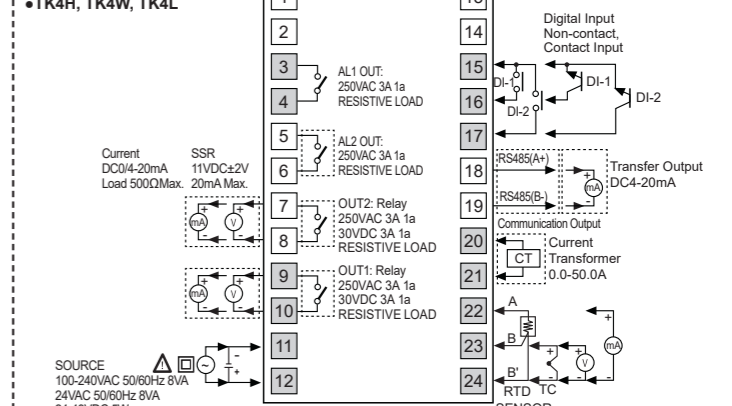 ●TK4H, TK4W, TK4L
2
14
Digital Input
Non-contact,
Contact Input
3
AL1 OUT:
250VAC 3A 1a
RESISTIVE LOAD
15
DI-1
DI-1
4
16
DI-2
DI-2
5
AL2 OUT:
250VAC 3A 1a
RESISTIVE LOAD
17
Current
DC0/4-20mA
Load 500ΩMax.
SSR
11VDC±2V
20mA Max.
6
18
RS485(A+)
Transfer Output
DC4-20mA
+
mA
-
7
OUT2: Relay
250VAC 3A 1a
30VDC 3A 1a
RESISTIVE LOAD
19
RS485(B-)
Communication Output
+
mA
-
+
V
-
8
20
Current
Transformer
0.0-50.0A
CT
9
OUT1: Relay
250VAC 3A 1a
30VDC 3A 1a
RESISTIVE LOAD
21
+
mA
-
+
V
-
10
22
A
11
23
B
+
mA
-
+
V
-
+
-
SOURCE
100-240VAC 50/60Hz 8VA
24VAC 50/60Hz 8VA
-
+
12
24
B'
RTD
TC